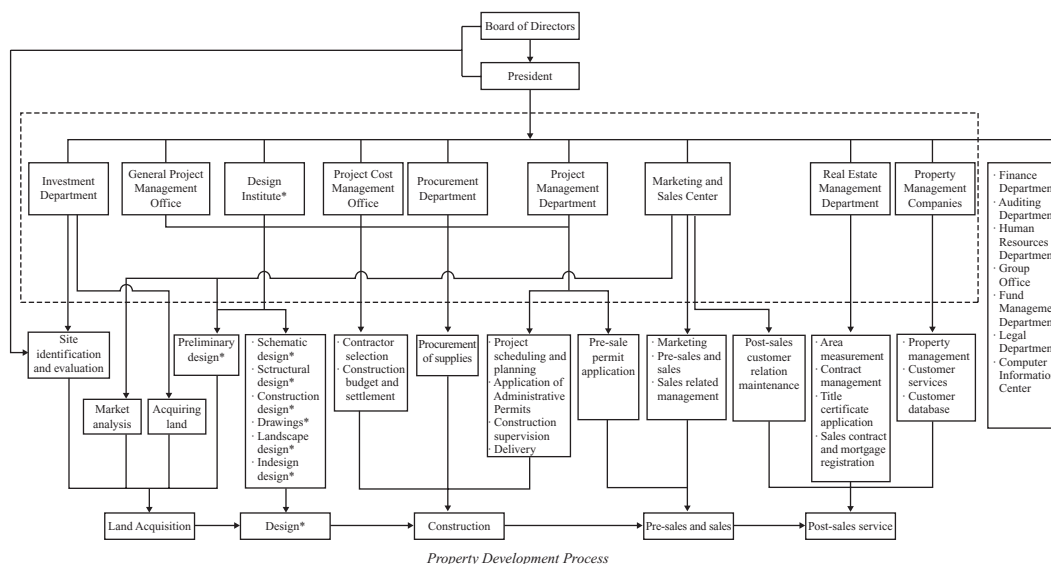 Board of Directors
President
Investment
Department
General Project
Management
Office
Design
Institute*
Project Cost
Management
Office
Procurement
Department
Project
Management
Department
Marketing and
Sales Center
Real Estate
Management
Department
Property
Management
Companies
· Finance
Departmen
· Auditing
Departmen
· Human
Resources
Departmen
· Group
Office
· Fund
Managemen
Departmen
· Legal
Departmen
· Computer
Informatio
Center
Site
identification
and evaluation
Market
analysis
Acquiring
land
Preliminary
design*
· Schematic
design*
· Sctructural
design*
· Construction
design*
· Drawings*
· Landscape
design*
· Indesign
design*
· Contractor
selection
· Construction
budget and
settlement
Procurement
of supplies
· Project
scheduling and
planning
· Application of
Administrative
Permits
· Construction
supervision
· Delivery
Pre-sale
permit
application
· Marketing
· Pre-sales and
sales
· Sales related
management
Post-sales
customer
relation
maintenance
· Area
measurement
· Contract
management
· Title
certificate
application
· Sales contract
and mortgage
registration
· Property
management
· Customer
services
· Customer
database
Land Acquisition
Design*
Construction
Pre-sales and sales
Post-sales service
Property Development Process